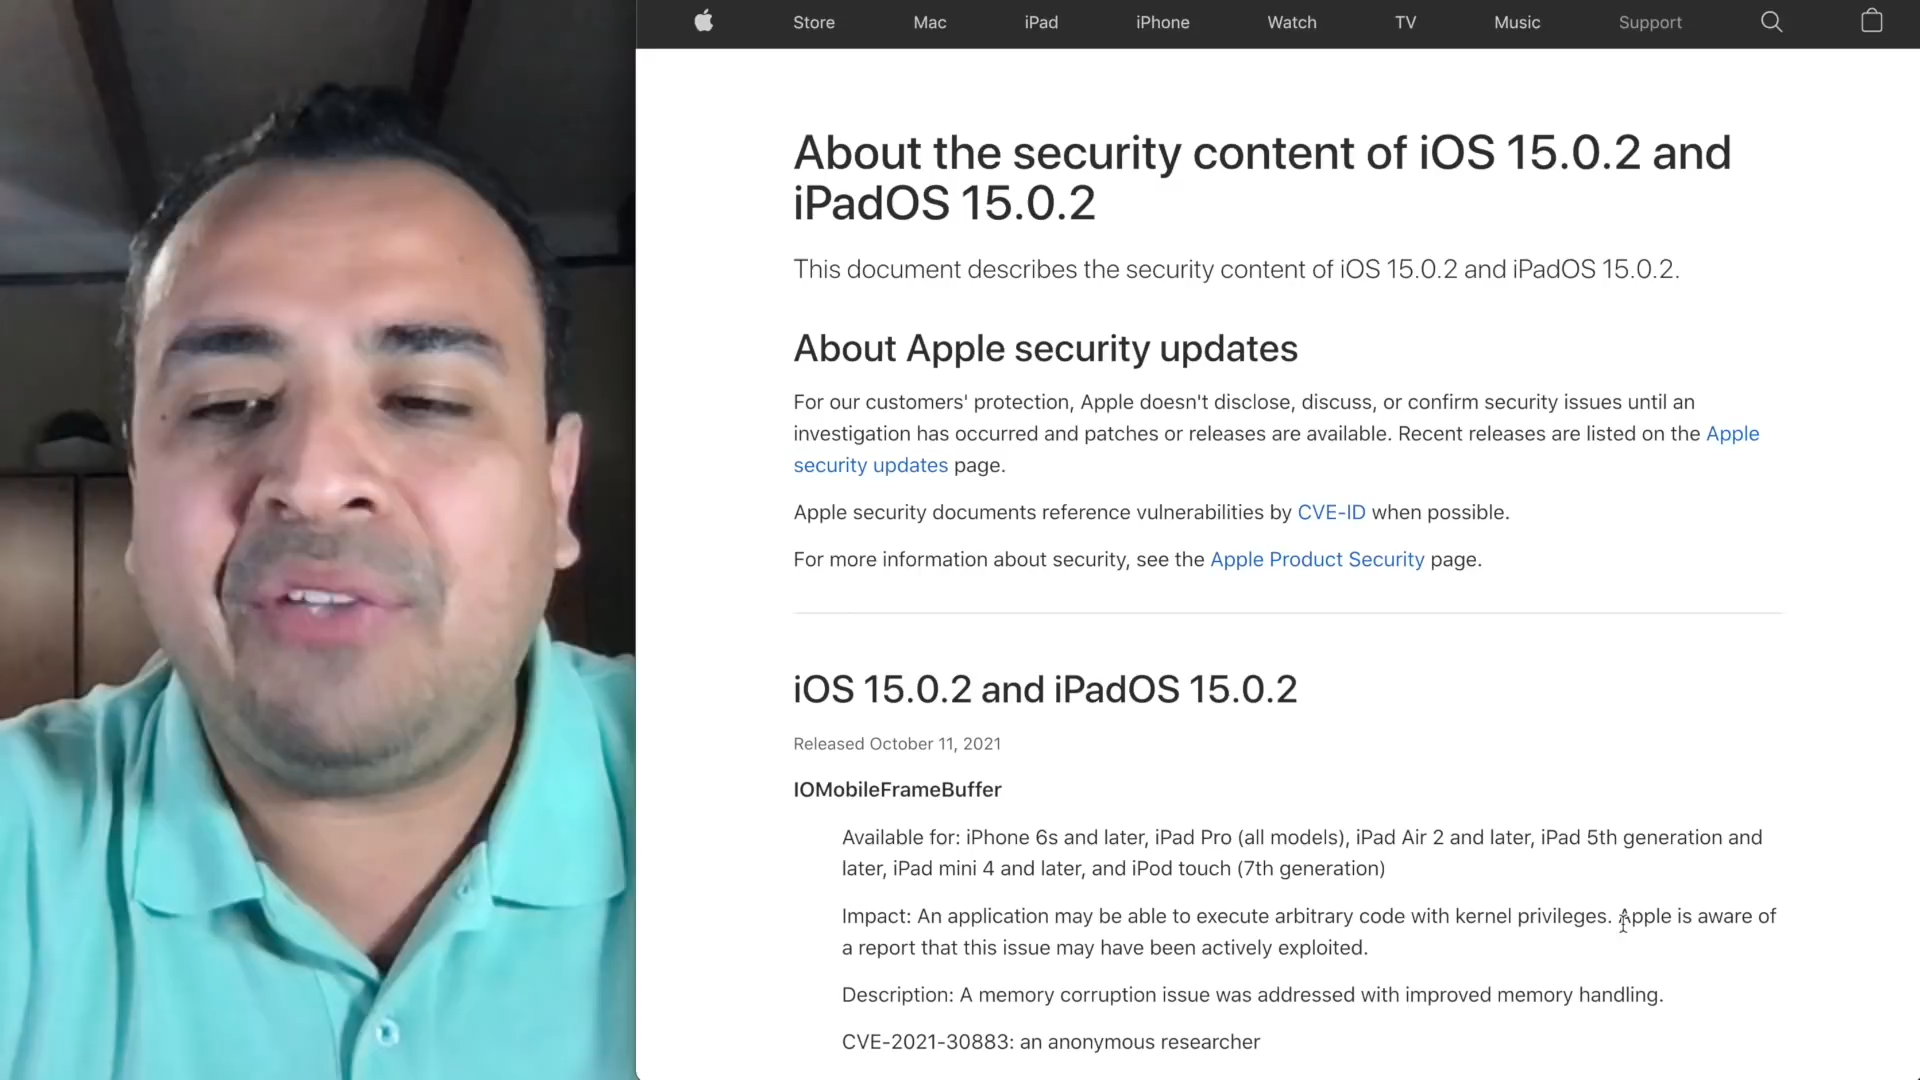 Store Mac iPad iPhone Watch TV Music Support
About the security content of iOS 15.0.2 and
iPadOS 15.0.2
This document describes the security content of iOS 15.0.2 and iPadOS 15.0.2.
About Apple security updates
For our customers' protection, Apple doesn't disclose, discuss, or confirm security issues until an
investigation has occurred and patches or releases are available. Recent releases are listed on the Apple
security updates page.
Apple security documents reference vulnerabilities by CVE-ID when possible.
For more information about security, see the Apple Product Security page.
iOS 15.0.2 and iPadOS 15.0.2
Released October 11, 2021
IOMobileFrameBuffer
Available for: iPhone 6s and later, iPad Pro (all models), iPad Air 2 and later, iPad 5th generation and
later, iPad mini 4 and later, and iPod touch (7th generation)
Impact: An application may be able to execute arbitrary code with kernel privileges. Apple is aware of
a report that this issue may have been actively exploited.
Description: A memory corruption issue was addressed with improved memory handling.
CVE-2021-30883: an anonymous researcher